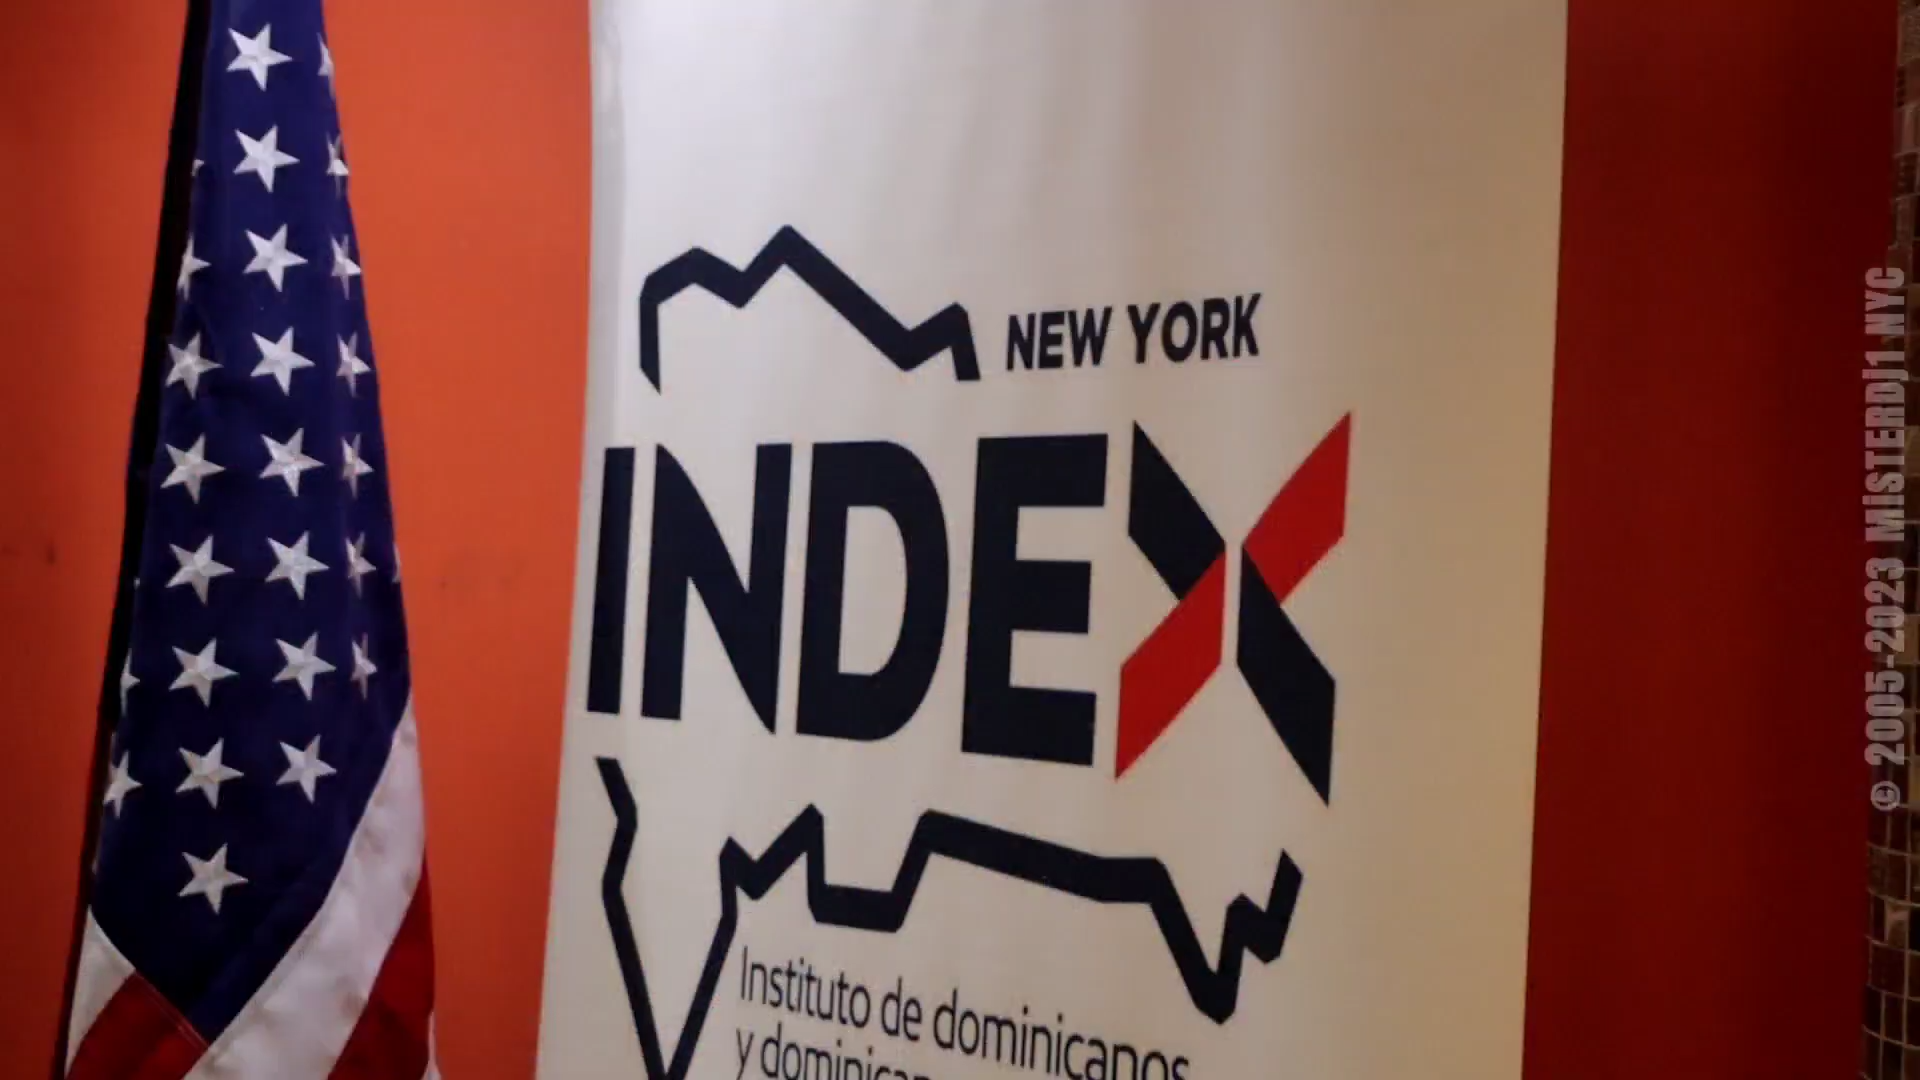 NEW YORK
INDEX
Instituto de dominicanos
© 2005-2023 MISTERDJ1 NYC